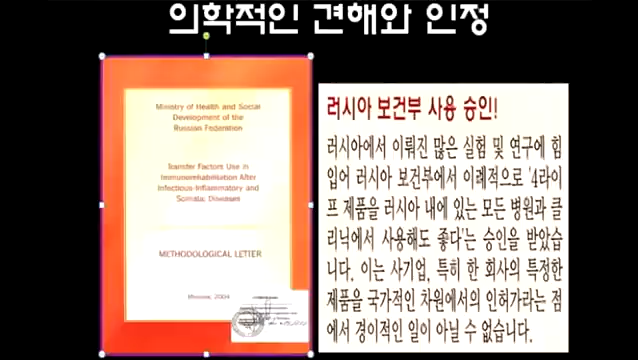 의학적인 견해와 인정
Ministry of Health and Social
Development of the
Russian Federation
Transfer Factors Use in
Immunorehabilitation After
Infectious-Inflammatory and
Somatic Diseases
METHODOLOGICAL LETTER
Moscow, 2004
러시아 보건부 사용 승인!
러시아에서 이뤄진 많은 실험 및 연구에 힘
입어 러시아 보건부에서 이례적으로 '4라이
프 제품을 러시아 내에 있는 모든 병원과 클
리닉에서 사용해도 좋다'는 승인을 받았습
니다. 이는 사기업, 특히 한 회사의 특정한
제품을 국가적인 차원에서의 인허가라는 점
에서 경이적인 일이 아닐 수 없습니다.